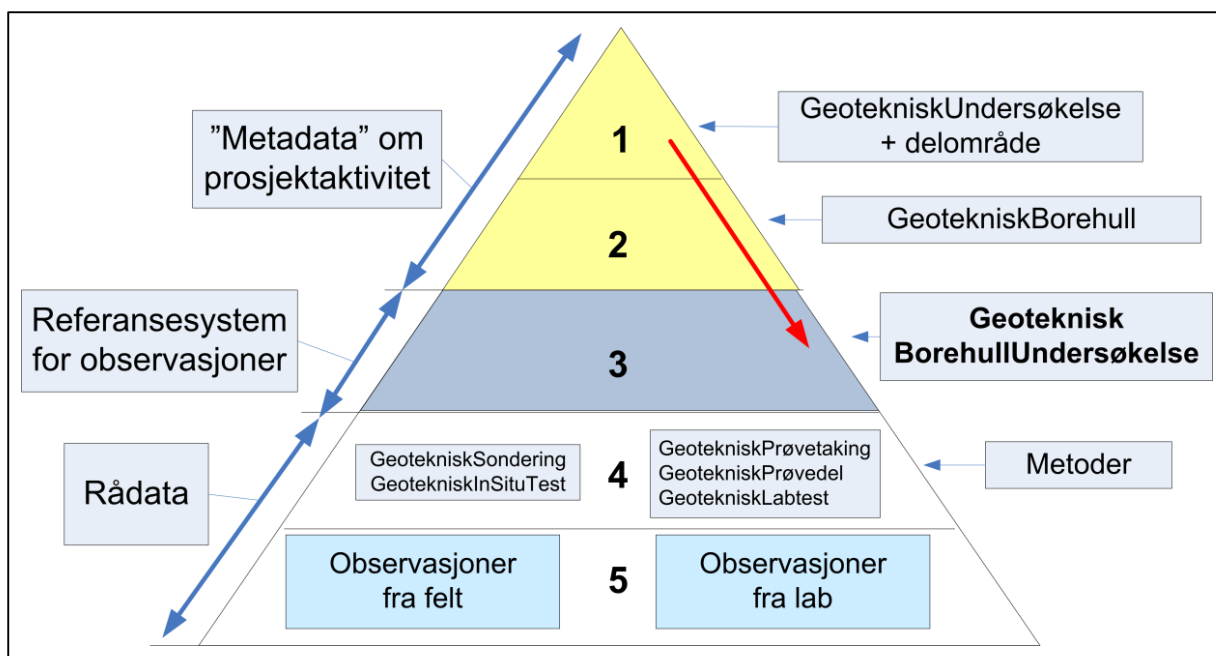 ”Metadata” om
prosjektaktivitet
1
GeotekniskUndersøkelse
+ delområde
2
GeotekniskBorehull
Referansesystem
for observasjoner
3
Geoteknisk
BorehullUndersøkelse
Rådata
GeotekniskSondering
GeotekniskInSituTest
4
GeotekniskPrøvetaking
GeotekniskPrøvedel
GeotekniskLabtest
Metoder
Observasjoner
fra felt
5
Observasjoner
fra lab